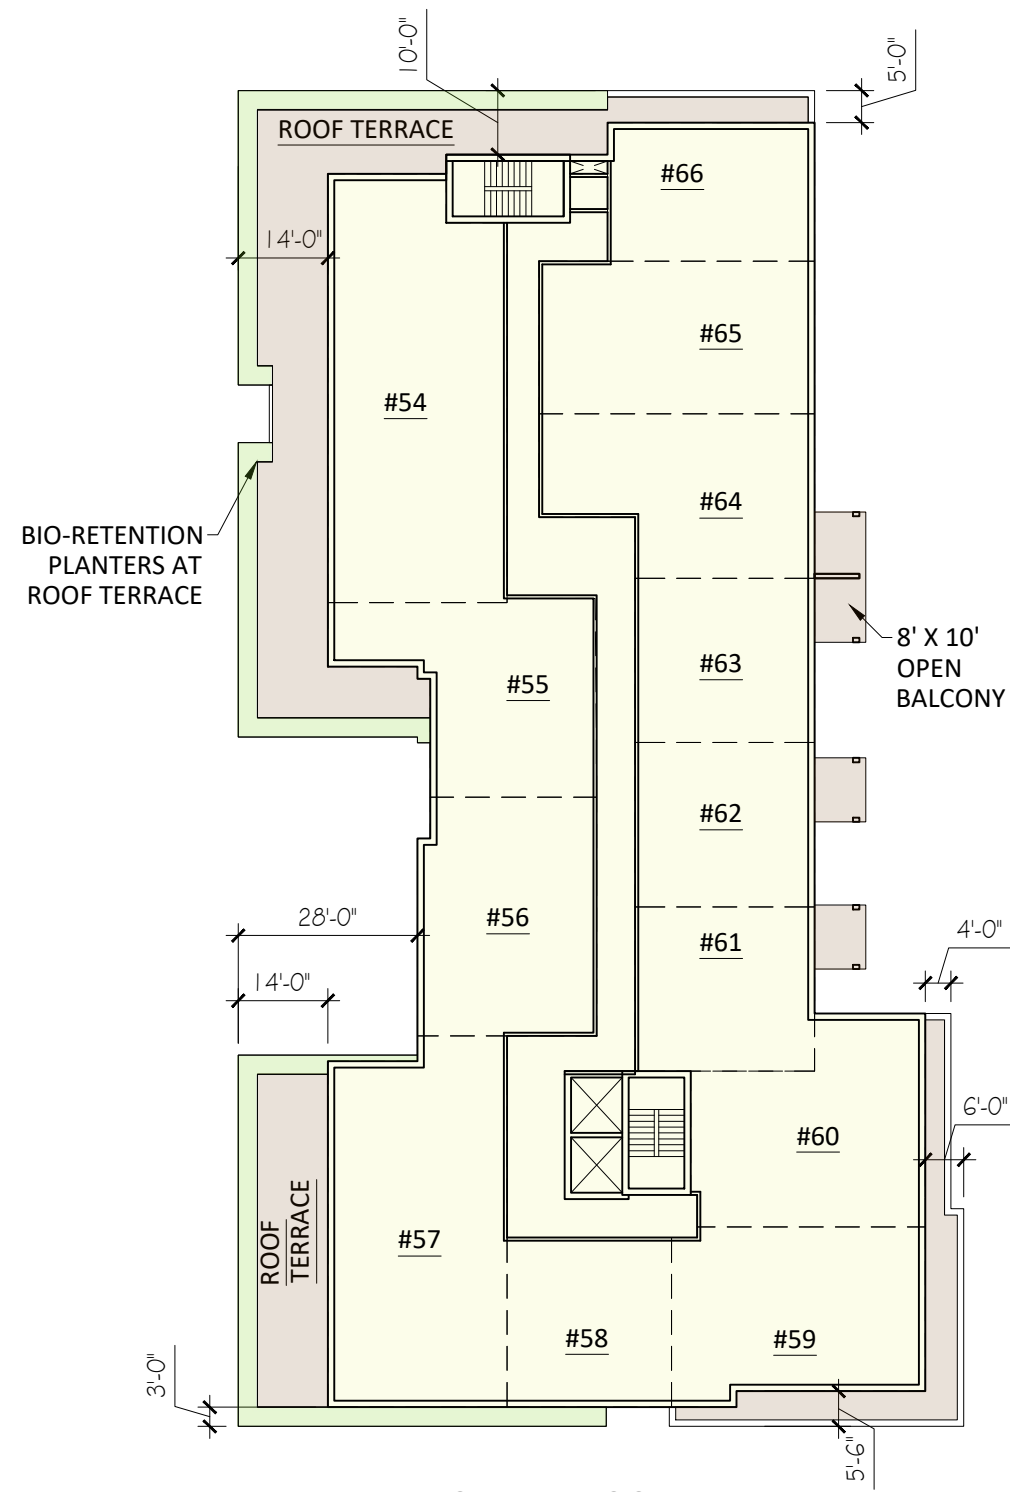 10'-0"
5'-0"
ROOF TERRACE
#66
14'-0"
#65
#54
#64
BIO-RETENTION
PLANTERS AT
ROOF TERRACE
8' X 10'
OPEN
BALCONY
#63
#55
#62
#56
#61
28'-0"
14'-0"
4'-0"
6'-0"
#60
ROOF
TERRACE
#57
#58
#59
3'-0"
5'-6"